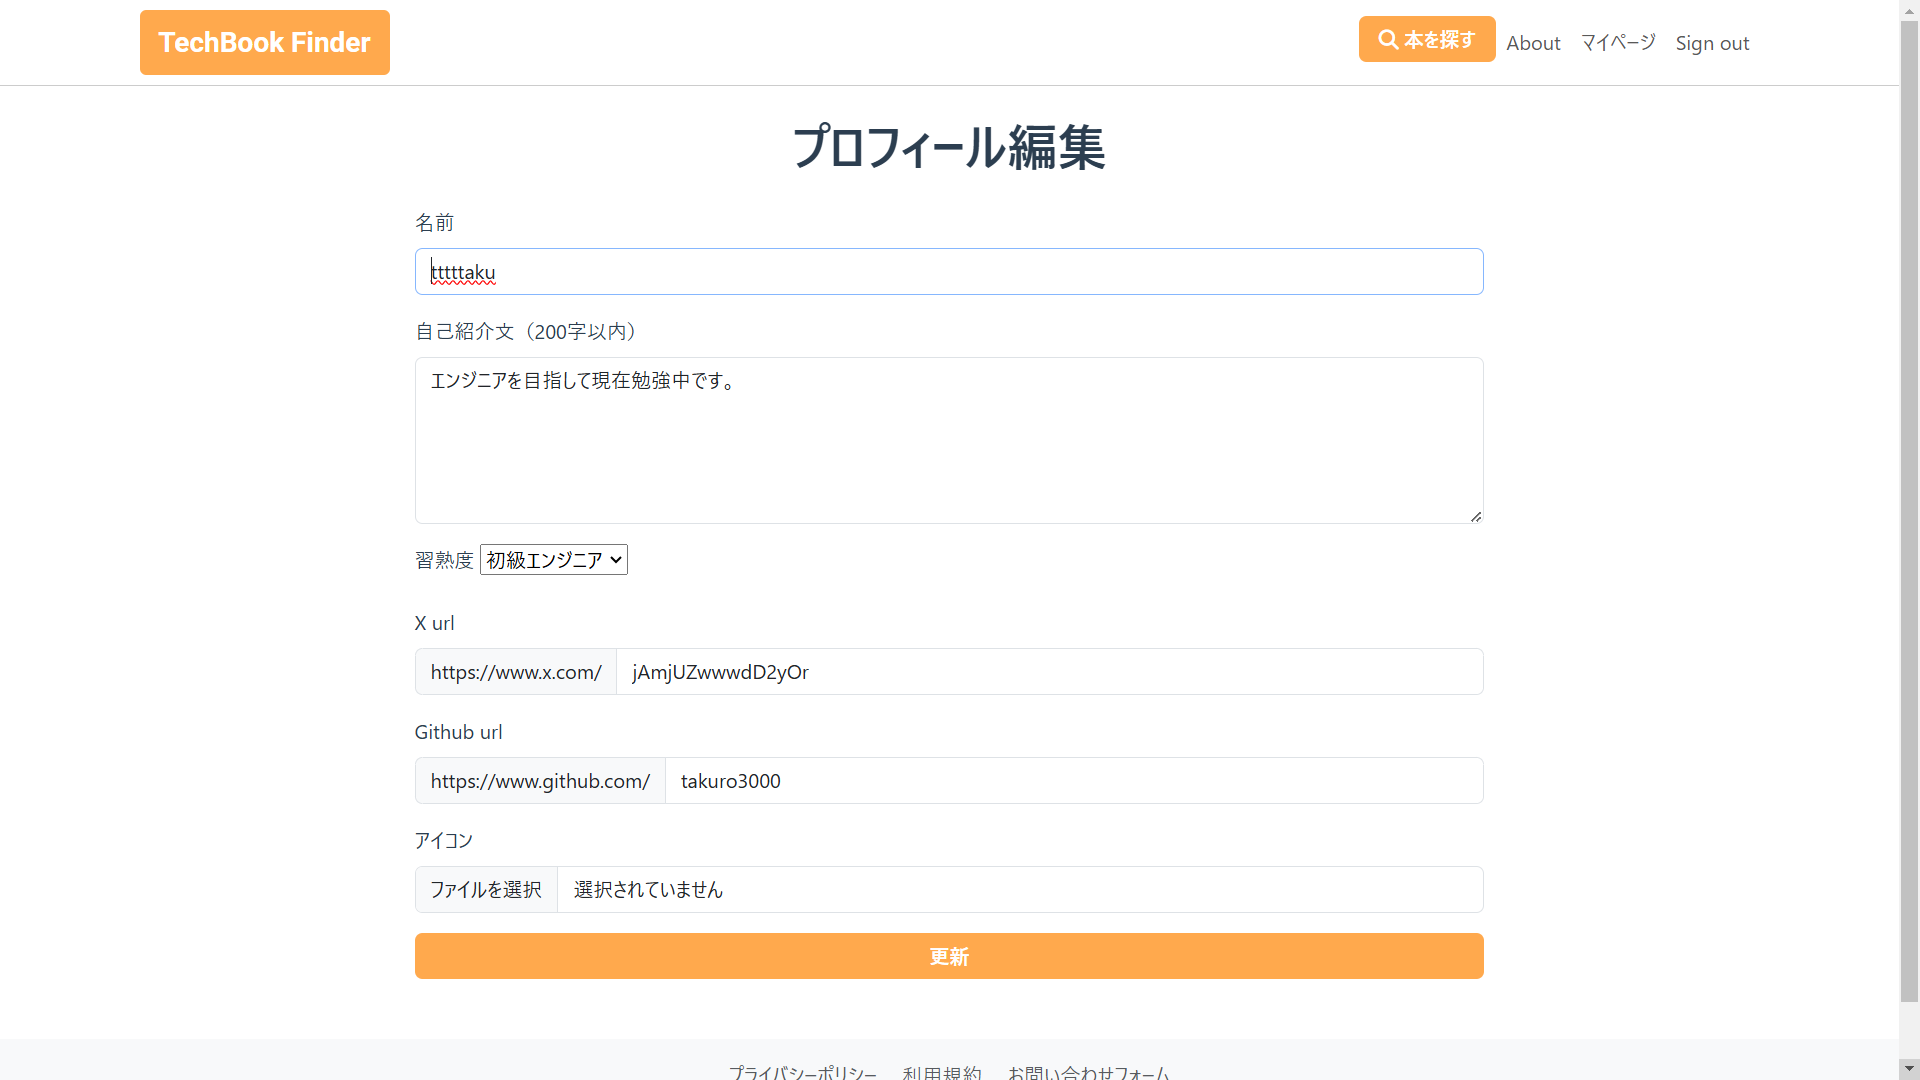 TechBook Finder
本を探す About マイページ Sign out
プロフィール編集
名前
tttttaku
自己紹介文（200字以内）
エンジニアを目指して現在勉強中です。
習熟度 初級エンジニア
X url
https://www.x.com/ jAmjUZwwwdD2yOr
Github url
https://www.github.com/ takuro3000
アイコン
ファイルを選択 選択されていません
更新
プライバシーポリシー 利用規約 お問い合わせフォーム